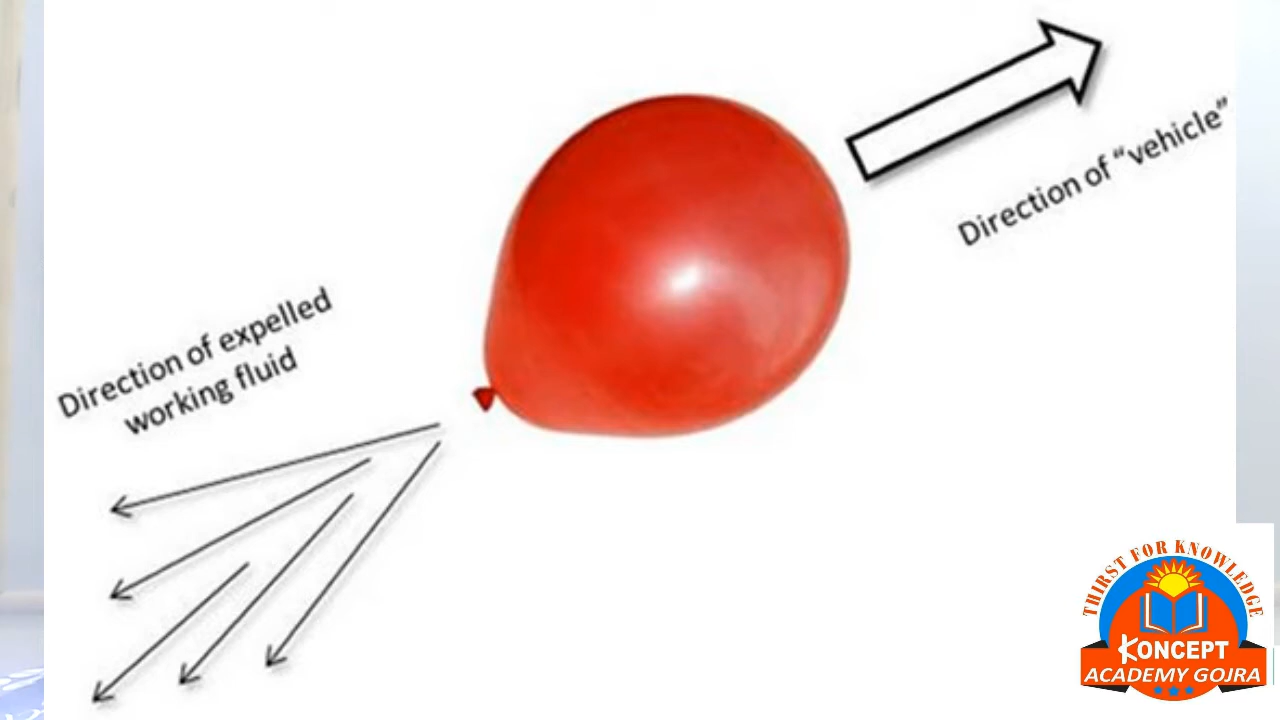 Direction of "vehicle"
Direction of expelled
working fluid
THIRST FOR KNOWLEDGE
KONCEPT
ACADEMY GOJRA